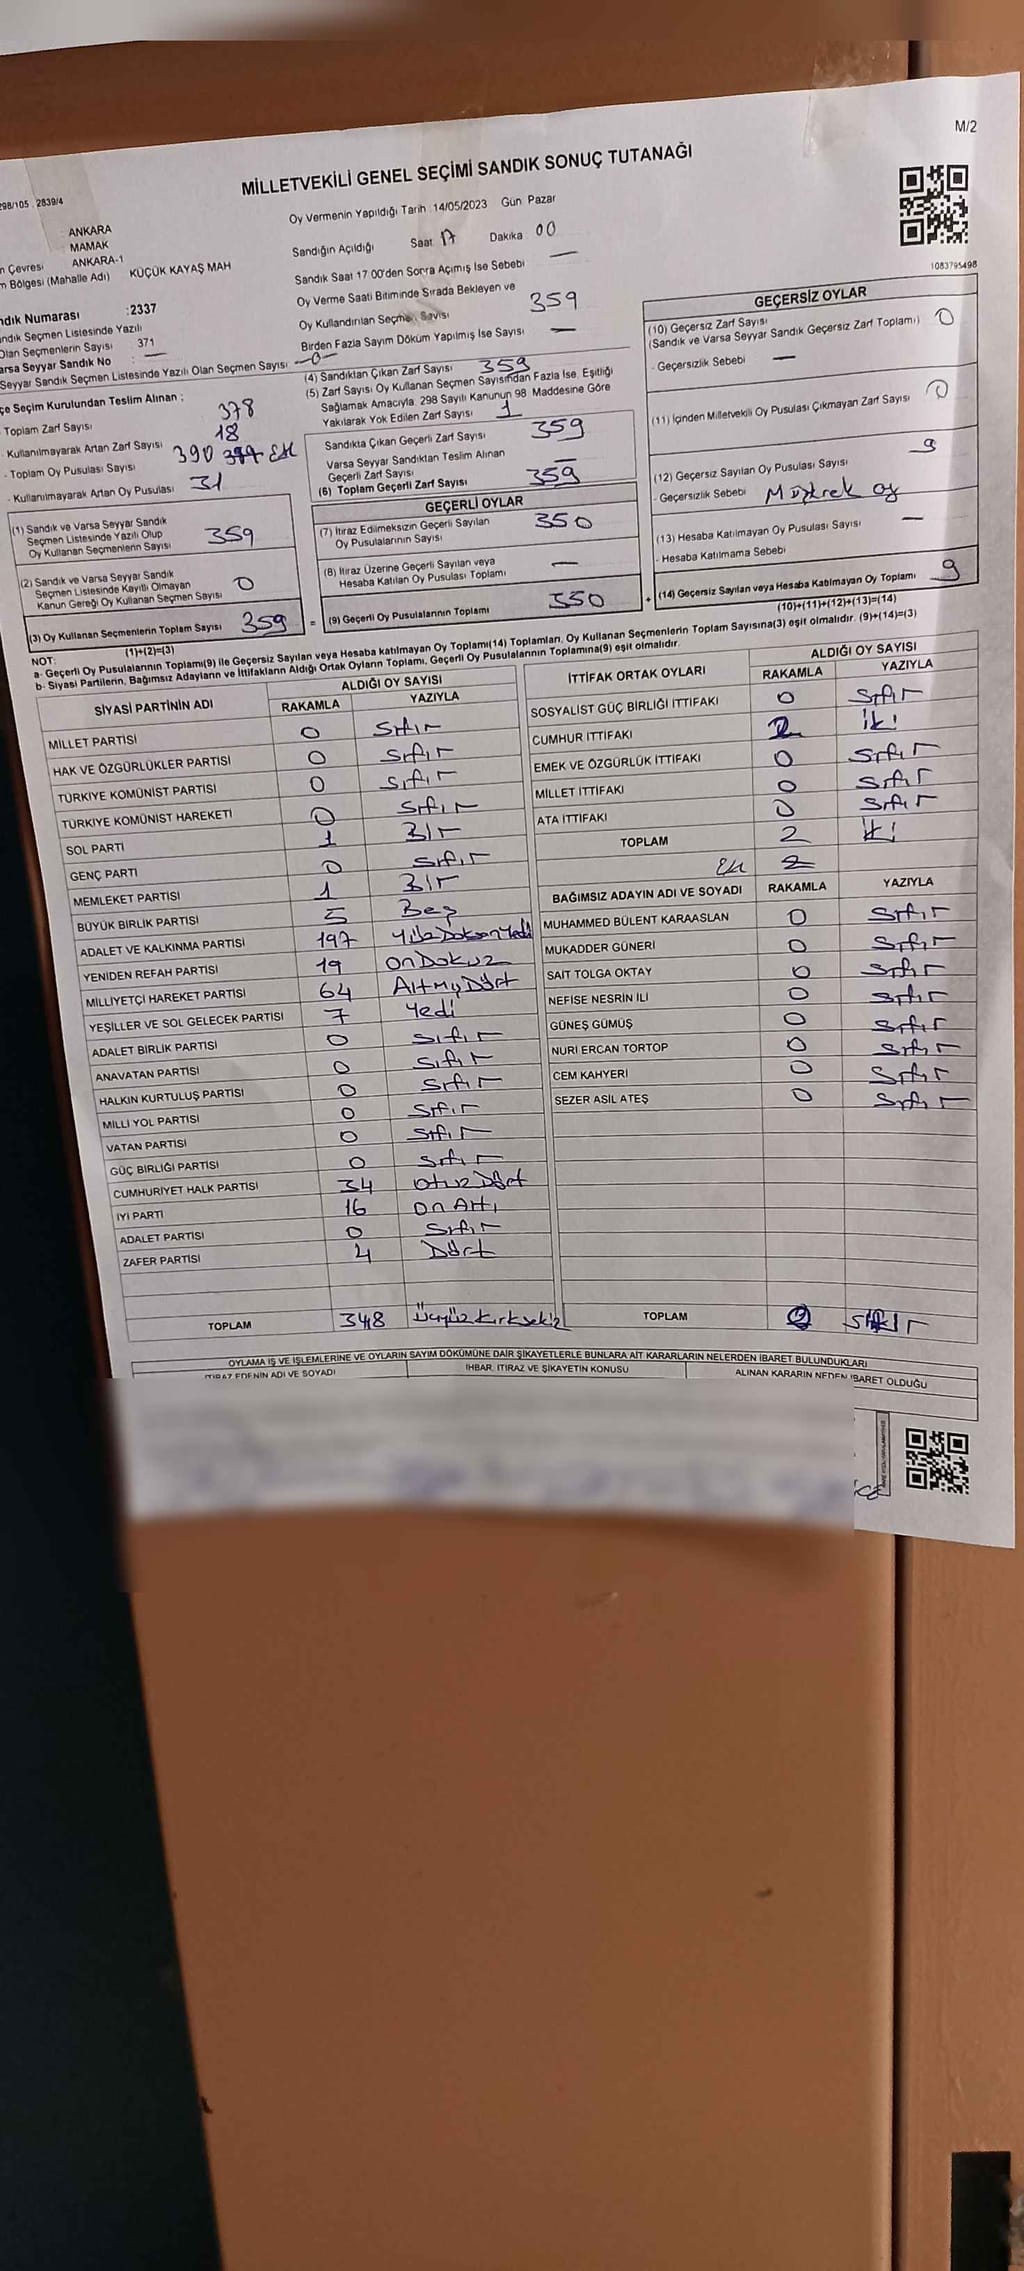 M/2
MİLLETVEKİLİ GENEL SEÇİMİ SANDIK SONUÇ TUTANAĞI
298/105 2839/4
Oy Vermenin Yapıldığı Tarih :14/05/2023 Gün Pazar
ANKARA
MAMAK
ANKARA-1
n Çevresi
m Bölgesi (Mahalle Adı) KÜÇÜK KAYAŞ MAH
Sandığın Açıldığı Saat 17 Dakika 00
Sandık Saat 17:00'den Sonra Açımış İse Sebebi —
Oy Verme Saati Bitiminde Sırada Bekleyen ve
Oy Kullandırılan Seçmen Sayısı 359
Birden Fazla Sayım Döküm Yapılmış İse Sayısı —
1083795498
ndık Numarası :2337
ndık Seçmen Listesinde Yazılı
Olan Seçmenlerin Sayısı 371
arsa Seyyar Sandık No : —
Seyyar Sandık Seçmen Listesinde Yazılı Olan Seçmen Sayısı —0—
çe Seçim Kurulundan Teslim Alınan ;
Toplam Zarf Sayısı 378
- Kullanılmayarak Artan Zarf Sayısı 18
- Toplam Oy Pusulası Sayısı 390
- Kullanılmayarak Artan Oy Pusulası 31
(1) Sandık ve Varsa Seyyar Sandık
Seçmen Listesinde Yazılı Olup
Oy Kullanan Seçmenlerin Sayısı 359
(2) Sandık ve Varsa Seyyar Sandık
Seçmen Listesinde Kayıtlı Olmayan
Kanun Gereği Oy Kullanan Seçmen Sayısı 0
(3) Oy Kullanan Seçmenlerin Toplam Sayısı 359
(1)+(2)=(3)
(4) Sandıktan Çıkan Zarf Sayısı 359
(5) Zarf Sayısı Oy Kullanan Seçmen Sayısından Fazla İse, Eşitliği
Sağlamak Amacıyla, 298 Sayılı Kanunun 98. Maddesine Göre
Yakılarak Yok Edilen Zarf Sayısı 1
Sandıkta Çıkan Geçerli Zarf Sayısı 359
Varsa Seyyar Sandıktan Teslim Alınan
Geçerli Zarf Sayısı —
(6) Toplam Geçerli Zarf Sayısı 359
GEÇERLİ OYLAR
(7) İtiraz Edilmeksizin Geçerli Sayılan
Oy Pusulalarının Sayısı 350
(8) İtiraz Üzerine Geçerli Sayılan veya
Hesaba Katılan Oy Pusulası Toplamı —
= (9) Geçerli Oy Pusulalarının Toplamı 350
GEÇERSİZ OYLAR
(10) Geçersiz Zarf Sayısı
(Sandık ve Varsa Seyyar Sandık Geçersiz Zarf Toplamı) 0
- Geçersizlik Sebebi —
(11) İçinden Milletvekili Oy Pusulası Çıkmayan Zarf Sayısı 0
(12) Geçersiz Sayılan Oy Pusulası Sayısı 9
- Geçersizlik Sebebi Müşterek oy
(13) Hesaba Katılmayan Oy Pusulası Sayısı —
- Hesaba Katılmama Sebebi
+ (14) Geçersiz Sayılan veya Hesaba Katılmayan Oy Toplamı 9
(10)+(11)+(12)+(13)=(14)
NOT:
a- Geçerli Oy Pusulalarının Toplamı(9) ile Geçersiz Sayılan veya Hesaba Katılmayan Oy Toplamı(14) Toplamları, Oy Kullanan Seçmenlerin Toplam Sayısına(3) eşit olmalıdır. (9)+(14)=(3)
b- Siyasi Partilerin, Bağımsız Adayların ve İttifakların Aldığı Ortak Oyların Toplamı, Geçerli Oy Pusulalarının Toplamına(9) eşit olmalıdır.
SİYASİ PARTİNİN ADI ALDIĞI OY SAYISI
RAKAMLA YAZIYLA
MİLLET PARTİSİ 0 Sıfır
HAK VE ÖZGÜRLÜKLER PARTİSİ 0 Sıfır
TÜRKİYE KOMÜNİST PARTİSİ 0 Sıfır
TÜRKİYE KOMÜNİST HAREKETİ 0 Sıfır
SOL PARTİ 1 Bir
GENÇ PARTİ 0 Sıfır
MEMLEKET PARTİSİ 1 Bir
BÜYÜK BİRLİK PARTİSİ 5 Beş
ADALET VE KALKINMA PARTİSİ 197 YüzDoksanYedi
YENİDEN REFAH PARTİSİ 19 OnDokuz
MİLLİYETÇİ HAREKET PARTİSİ 64 AltmışDört
YEŞİLLER VE SOL GELECEK PARTİSİ 7 Yedi
ADALET BİRLİK PARTİSİ 0 Sıfır
ANAVATAN PARTİSİ 0 Sıfır
HALKIN KURTULUŞ PARTİSİ 0 Sıfır
MİLLİ YOL PARTİSİ 0 Sıfır
VATAN PARTİSİ 0 Sıfır
GÜÇ BİRLİĞİ PARTİSİ 0 Sıfır
CUMHURİYET HALK PARTİSİ 34 OtuzDört
İYİ PARTİ 16 On Altı
ADALET PARTİSİ 0 Sıfır
ZAFER PARTİSİ 4 Dört
TOPLAM 348 Üçyüz kırksekiz
İTTİFAK ORTAK OYLARI ALDIĞI OY SAYISI
RAKAMLA YAZIYLA
SOSYALİST GÜÇ BİRLİĞİ İTTİFAKI 0 Sıfır
CUMHUR İTTİFAKI 2 İki
EMEK VE ÖZGÜRLÜK İTTİFAKI 0 Sıfır
MİLLET İTTİFAKI 0 Sıfır
ATA İTTİFAKI 0 Sıfır
TOPLAM 2 İki
2
BAĞIMSIZ ADAYIN ADI VE SOYADI RAKAMLA YAZIYLA
MUHAMMED BÜLENT KARAASLAN 0 Sıfır
MUKADDER GÜNERİ 0 Sıfır
SAİT TOLGA OKTAY 0 Sıfır
NEFİSE NESRİN İLİ 0 Sıfır
GÜNEŞ GÜMÜŞ 0 Sıfır
NURİ ERCAN TORTOP 0 Sıfır
CEM KAHYERİ 0 Sıfır
SEZER ASİL ATEŞ 0 Sıfır
TOPLAM 0 Sıfır
OYLAMA İŞ VE İŞLEMLERİNE VE OYLARIN SAYIM DÖKÜMÜNE DAİR ŞİKAYETLERLE BUNLARA AİT KARARLARIN NELERDEN İBARET BULUNDUKLARI
İTİRAZ EDENİN ADI VE SOYADI İHBAR, İTİRAZ VE ŞİKAYETİN KONUSU ALINAN KARARIN NEDEN İBARET OLDUĞU